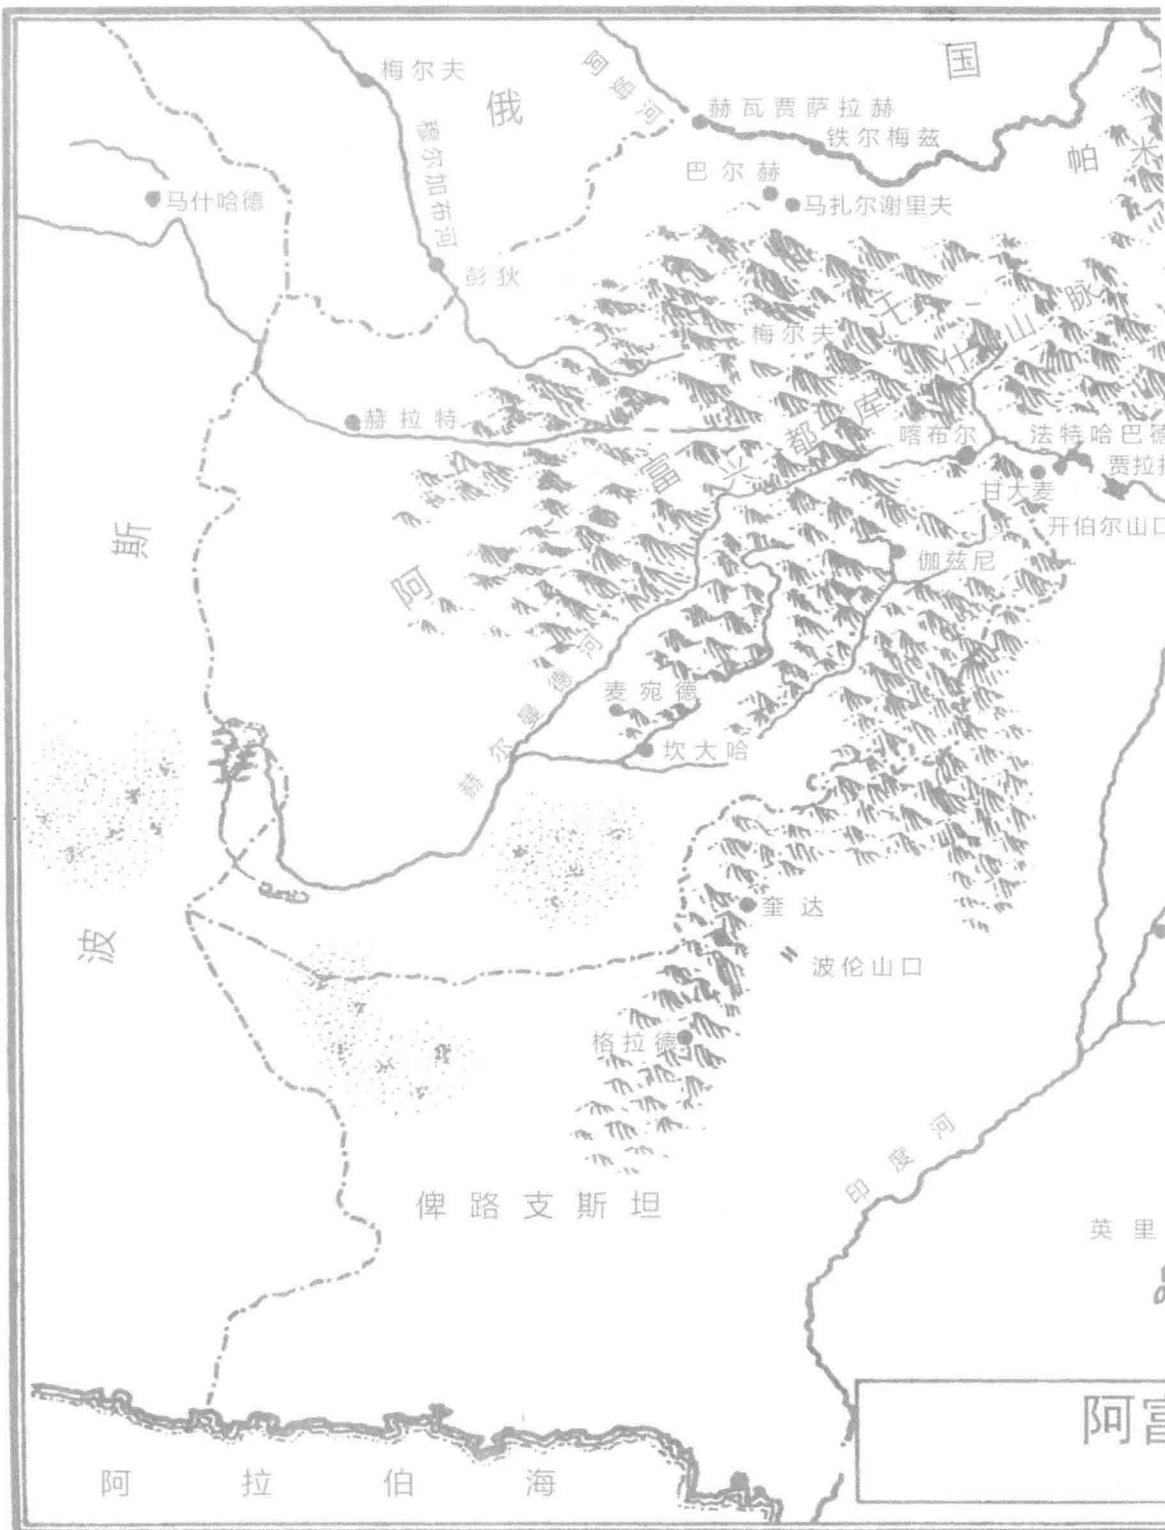 梅尔夫
俄
阿姆河
国
赫瓦贾萨拉赫
铁尔梅兹
穆尔加布河
巴尔赫
帕米
马什哈德
马扎尔谢里夫
彭狄
梅尔夫
兴都库什山脉
赫拉特
喀布尔
法特哈巴德
贾拉拉
甘大麦
开伯尔山口
阿富汗
斯
伽兹尼
赫尔曼德河
麦宛德
坎大哈
奎达
波
波伦山口
格拉德
印度河
俾路支斯坦
英里
阿富
阿拉伯海